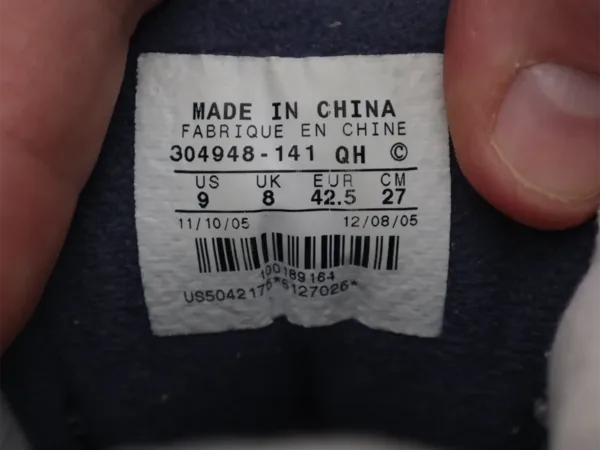 MADE IN CHINA
FABRIQUE EN CHINE
304948-141 QH ©
US UK EUR CM
9 8 42.5 27
11/10/05 12/08/05